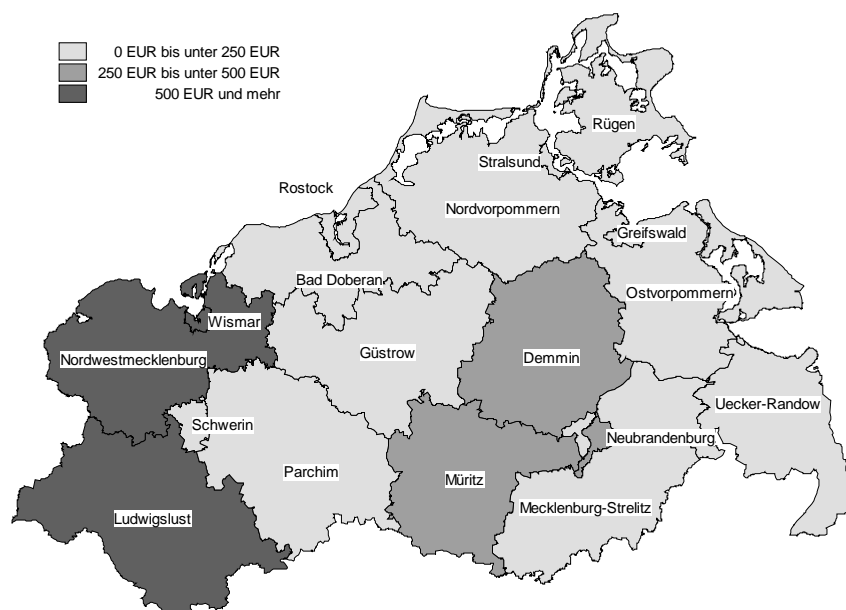 0 EUR bis unter 250 EUR
250 EUR bis unter 500 EUR
500 EUR und mehr
Rügen
Stralsund
Rostock
Nordvorpommern
Greifswald
Bad Doberan
Ostvorpommern
Wismar
Nordwestmecklenburg
Güstrow
Demmin
Uecker-Randow
Schwerin
Neubrandenburg
Parchim
Müritz
Mecklenburg-Strelitz
Ludwigslust